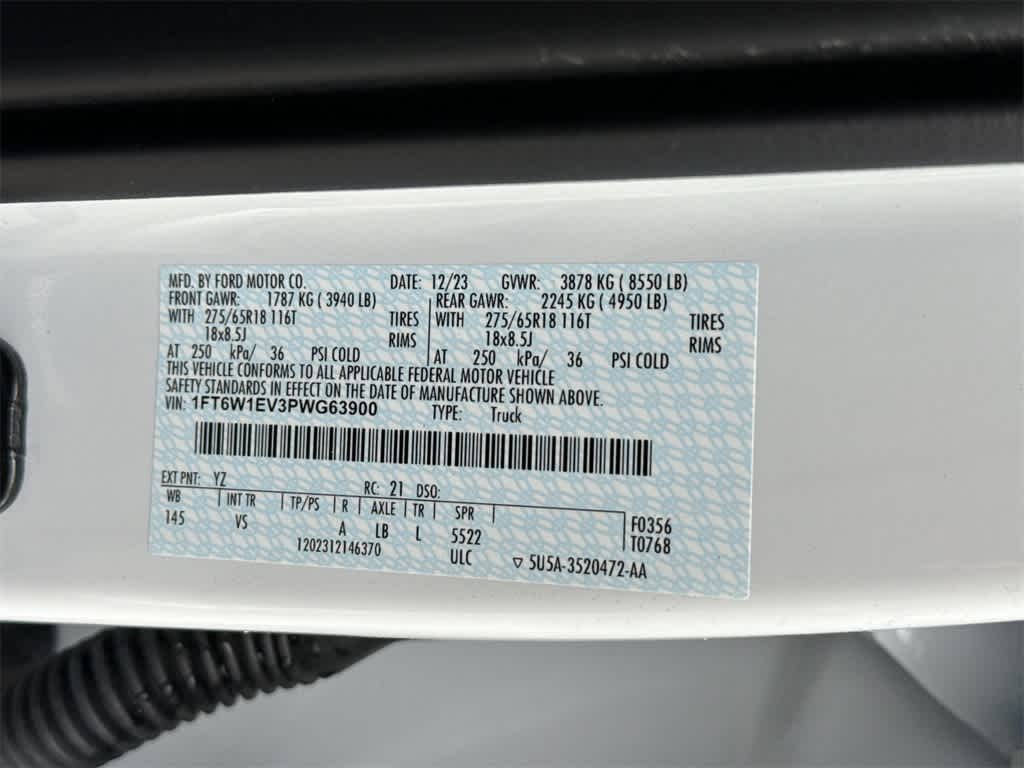 MFD. BY FORD MOTOR CO. DATE: 12/23 GVWR: 3878 KG ( 8550 LB)
FRONT GAWR: 1787 KG ( 3940 LB) REAR GAWR: 2245 KG ( 4950 LB)
WITH 275/65R18 116T TIRES WITH 275/65R18 116T TIRES
18x8.5J RIMS 18x8.5J RIMS
AT 250 kPa/ 36 PSI COLD AT 250 kPa/ 36 PSI COLD
THIS VEHICLE CONFORMS TO ALL APPLICABLE FEDERAL MOTOR VEHICLE
SAFETY STANDARDS IN EFFECT ON THE DATE OF MANUFACTURE SHOWN ABOVE.
VIN: 1FT6W1EV3PWG63900 TYPE: Truck
EXT PNT: YZ RC: 21 DSO:
WB INT TR TP/PS R AXLE TR SPR
145 VS A LB L 5522 F0356
1202312146370 ULC T0768
5U5A-3520472-AA